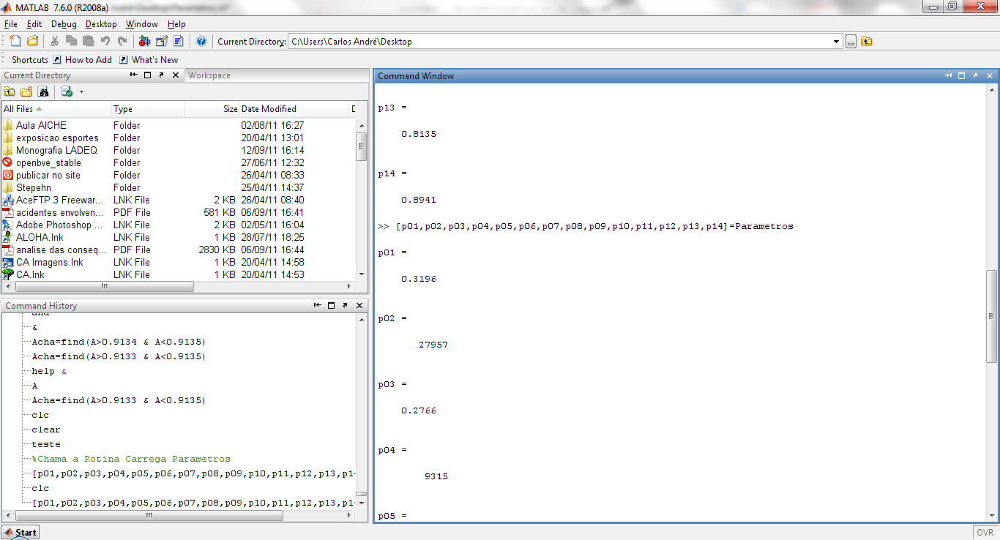 MATLAB 7.6.0 (R2008a)
File Edit Debug Desktop Window Help
Current Directory: C:\Users\Carlos André\Desktop
Shortcuts How to Add What's New
Current Directory
Workspace
All Files Type Size Date Modified
Aula AICHE Folder 02/08/11 16:27
exposicao esportes Folder 20/04/11 13:01
Monografia LADEQ Folder 12/09/11 16:14
openbve_stable Folder 27/06/11 12:32
publicar no site Folder 26/04/11 08:33
Stepehn Folder 25/04/11 14:37
AceFTP 3 Freewar... LNK File 2 KB 26/04/11 08:40
acidentes envolven... PDF File 581 KB 06/09/11 16:41
Adobe Photoshop ... LNK File 2 KB 02/05/11 16:04
ALOHA.lnk LNK File 1 KB 28/07/11 18:25
analise das conseq... PDF File 2830 KB 06/09/11 16:44
CA Imagens.lnk LNK File 1 KB 20/04/11 14:58
CA.lnk LNK File 1 KB 20/04/11 14:53
Command History
and
&
Acha=find(A>0.9134 & A<0.9135)
Acha=find(A>0.9133 & A<0.9135)
help &
A
Acha=find(A>0.9133 & A<0.9135)
clc
clear
teste
%Chama a Rotina Carrega Parametros
[p01,p02,p03,p04,p05,p06,p07,p08,p09,p10,p11,p12,p13,p1
clc
[p01,p02,p03,p04,p05,p06,p07,p08,p09,p10,p11,p12,p13,p1
Command Window
p13 =
0.8135
p14 =
0.8941
>> [p01,p02,p03,p04,p05,p06,p07,p08,p09,p10,p11,p12,p13,p14]=Parametros
p01 =
0.3196
p02 =
27957
p03 =
0.2766
p04 =
9315
p05 =
Start
OVR